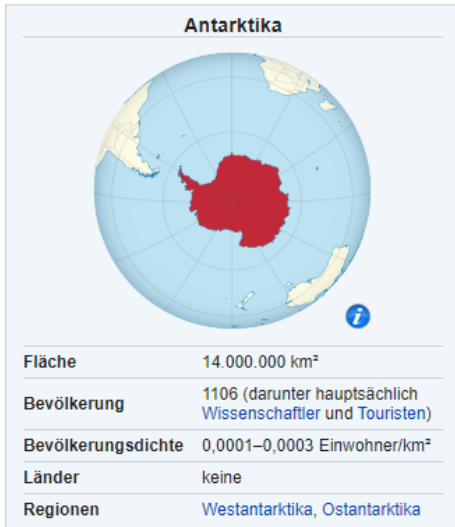 Antarktika
Fläche 14.000.000 km²
Bevölkerung 1106 (darunter hauptsächlich
Wissenschaftler und Touristen)
Bevölkerungsdichte 0,0001–0,0003 Einwohner/km²
Länder keine
Regionen Westantarktika, Ostantarktika